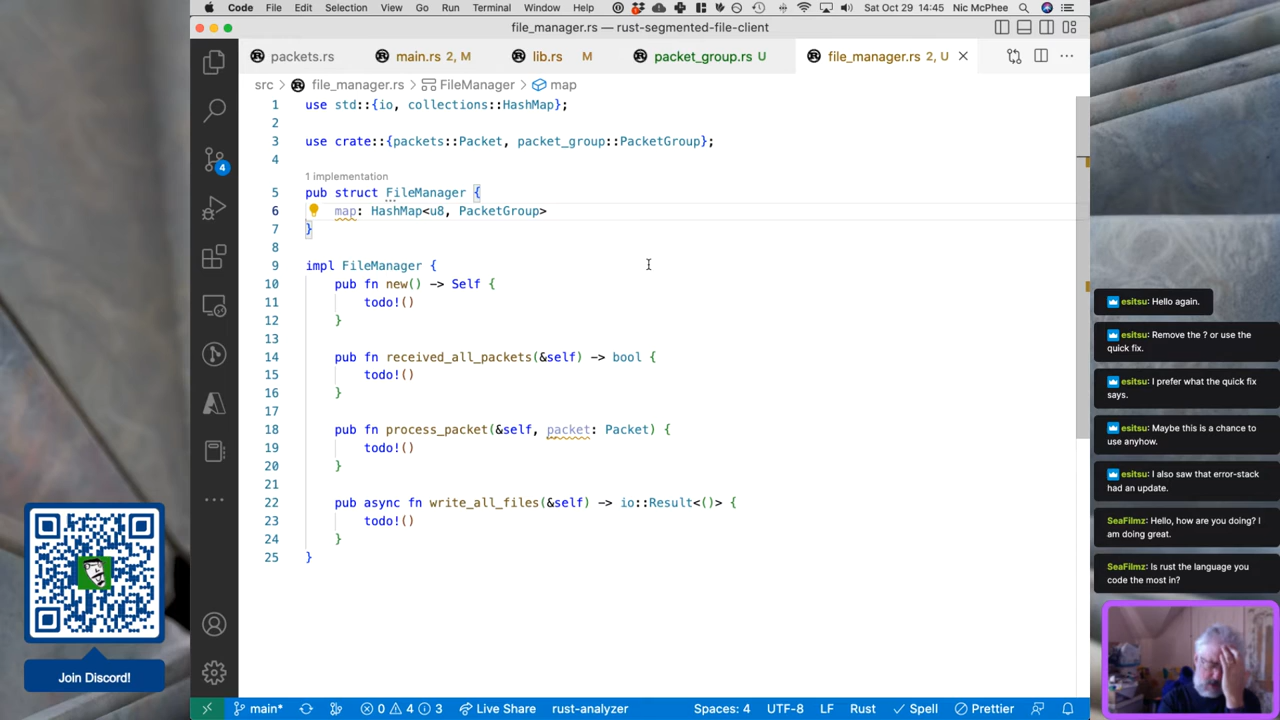 Code File Edit Selection View Go Run Terminal Window Help Sat Oct 29 14:45 Nic McPhee
file_manager.rs — rust-segmented-file-client
packets.rs main.rs 2, M lib.rs M packet_group.rs U file_manager.rs 2, U
src > file_manager.rs > FileManager > map
1 use std::{io, collections::HashMap};
2
3 use crate::{packets::Packet, packet_group::PacketGroup};
4
1 implementation
5 pub struct FileManager {
6 map: HashMap<u8, PacketGroup>
7 }
8
9 impl FileManager {
10 pub fn new() -> Self {
11 todo!()
12 }
13
14 pub fn received_all_packets(&self) -> bool {
15 todo!()
16 }
17
18 pub fn process_packet(&self, packet: Packet) {
19 todo!()
20 }
21
22 pub async fn write_all_files(&self) -> io::Result<()> {
23 todo!()
24 }
25 }
4
esitsu: Hello again.
esitsu: Remove the ? or use the
quick fix.
esitsu: I prefer what the quick fix
says.
esitsu: Maybe this is a chance to
use anyhow.
esitsu: I also saw that error-stack
had an update.
SeaFilmz: Hello, how are you doing? I
am doing great.
SeaFilmz: Is rust the language you
code the most in?
Join Discord!
main* 0 4 3 Live Share rust-analyzer Spaces: 4 UTF-8 LF Rust Spell Prettier